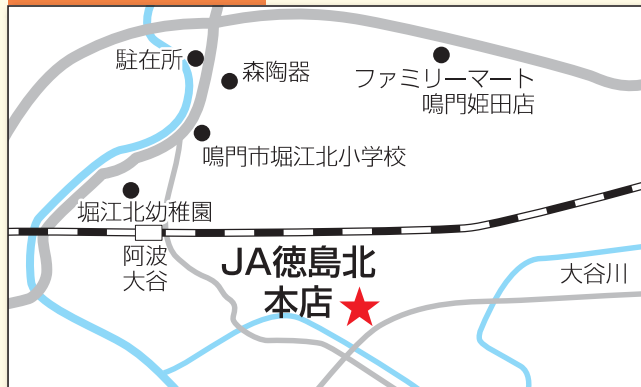 駐在所
森陶器
ファミリーマート
鳴門姫田店
鳴門市堀江北小学校
堀江北幼稚園
阿波
大谷
JA徳島北
本店
大谷川